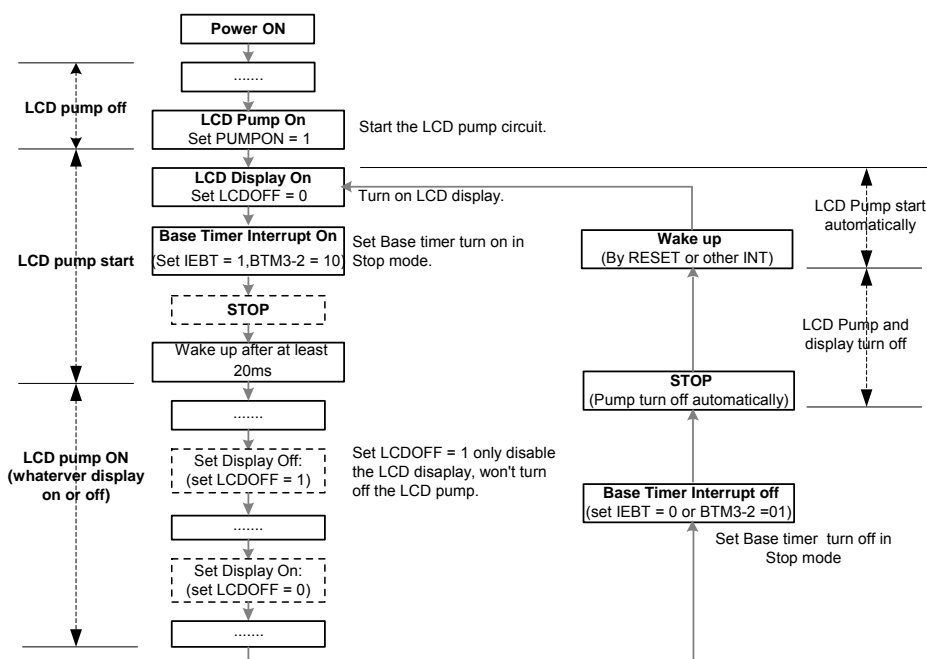 Power ON
.......
LCD pump off
LCD Pump On
Set PUMPON = 1
Start the LCD pump circuit.
LCD Display On
Set LCDOFF = 0
Turn on LCD display.
Base Timer Interrupt On
(Set IEBT = 1,BTM3-2 = 10)
Set Base timer turn on in
Stop mode.
LCD pump start
STOP
Wake up after at least
20ms
.......
LCD pump ON
(whaterver display
on or off)
Set Display Off:
(set LCDOFF = 1)
Set LCDOFF = 1 only disable
the LCD disaplay, won't turn
off the LCD pump.
.......
Set Display On:
(set LCDOFF = 0)
.......
LCD Pump start
automatically
Wake up
(By RESET or other INT)
LCD Pump and
display turn off
STOP
(Pump turn off automatically)
Base Timer Interrupt off
(set IEBT = 0 or BTM3-2 =01)
Set Base timer turn off in
Stop mode